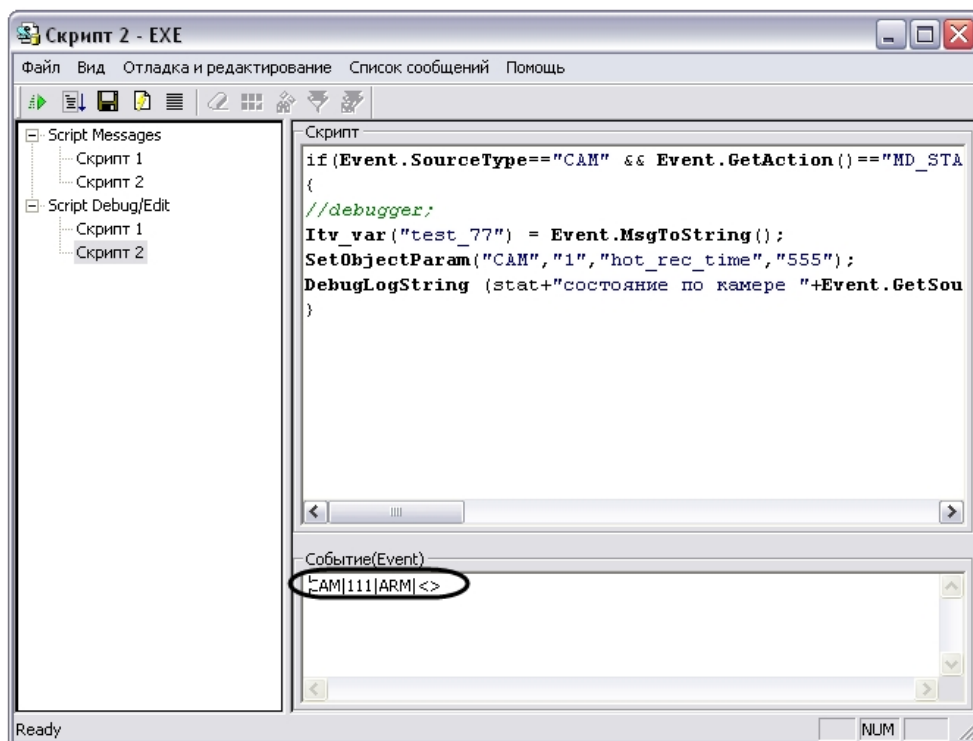 Скрипт 2 - EXE
Файл Вид Отладка и редактирование Список сообщений Помощь
Script Messages
Скрипт 1
Скрипт 2
Script Debug/Edit
Скрипт 1
Скрипт 2
Скрипт
if(Event.SourceType=="CAM" && Event.GetAction()=="MD_STA
{
//debugger;
Itv_var("test_77") = Event.MsgToString();
SetObjectParam("CAM","1","hot_rec_time","555");
DebugLogString (stat+"состояние по камере "+Event.GetSou
}
Событие(Event)
CAM|111|ARM|<>
Ready
NUM